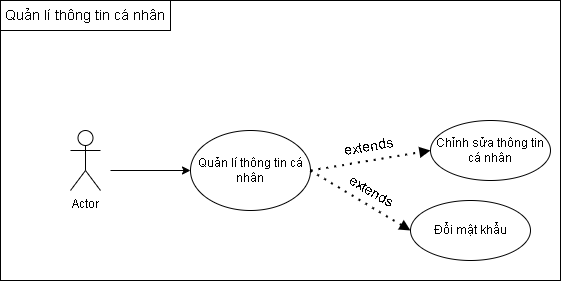 Quản lí thông tin cá nhân
extends
Chỉnh sửa thông tin
cá nhân
Quản lí thông tin cá
nhân
extends
Actor
Đổi mật khẩu